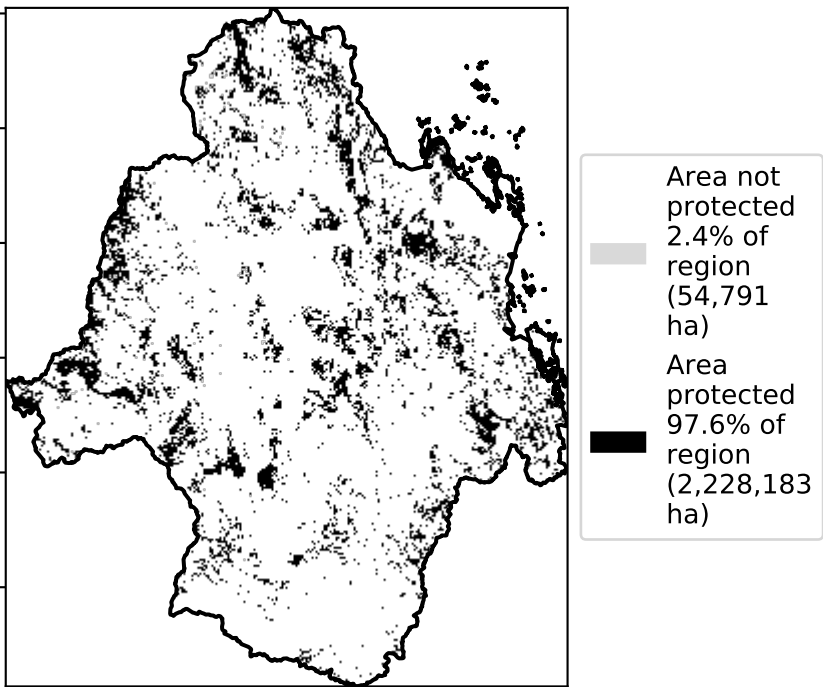 Area not
protected
2.4% of
region
(54,791
ha)
Area
protected
97.6% of
region
(2,228,183
ha)